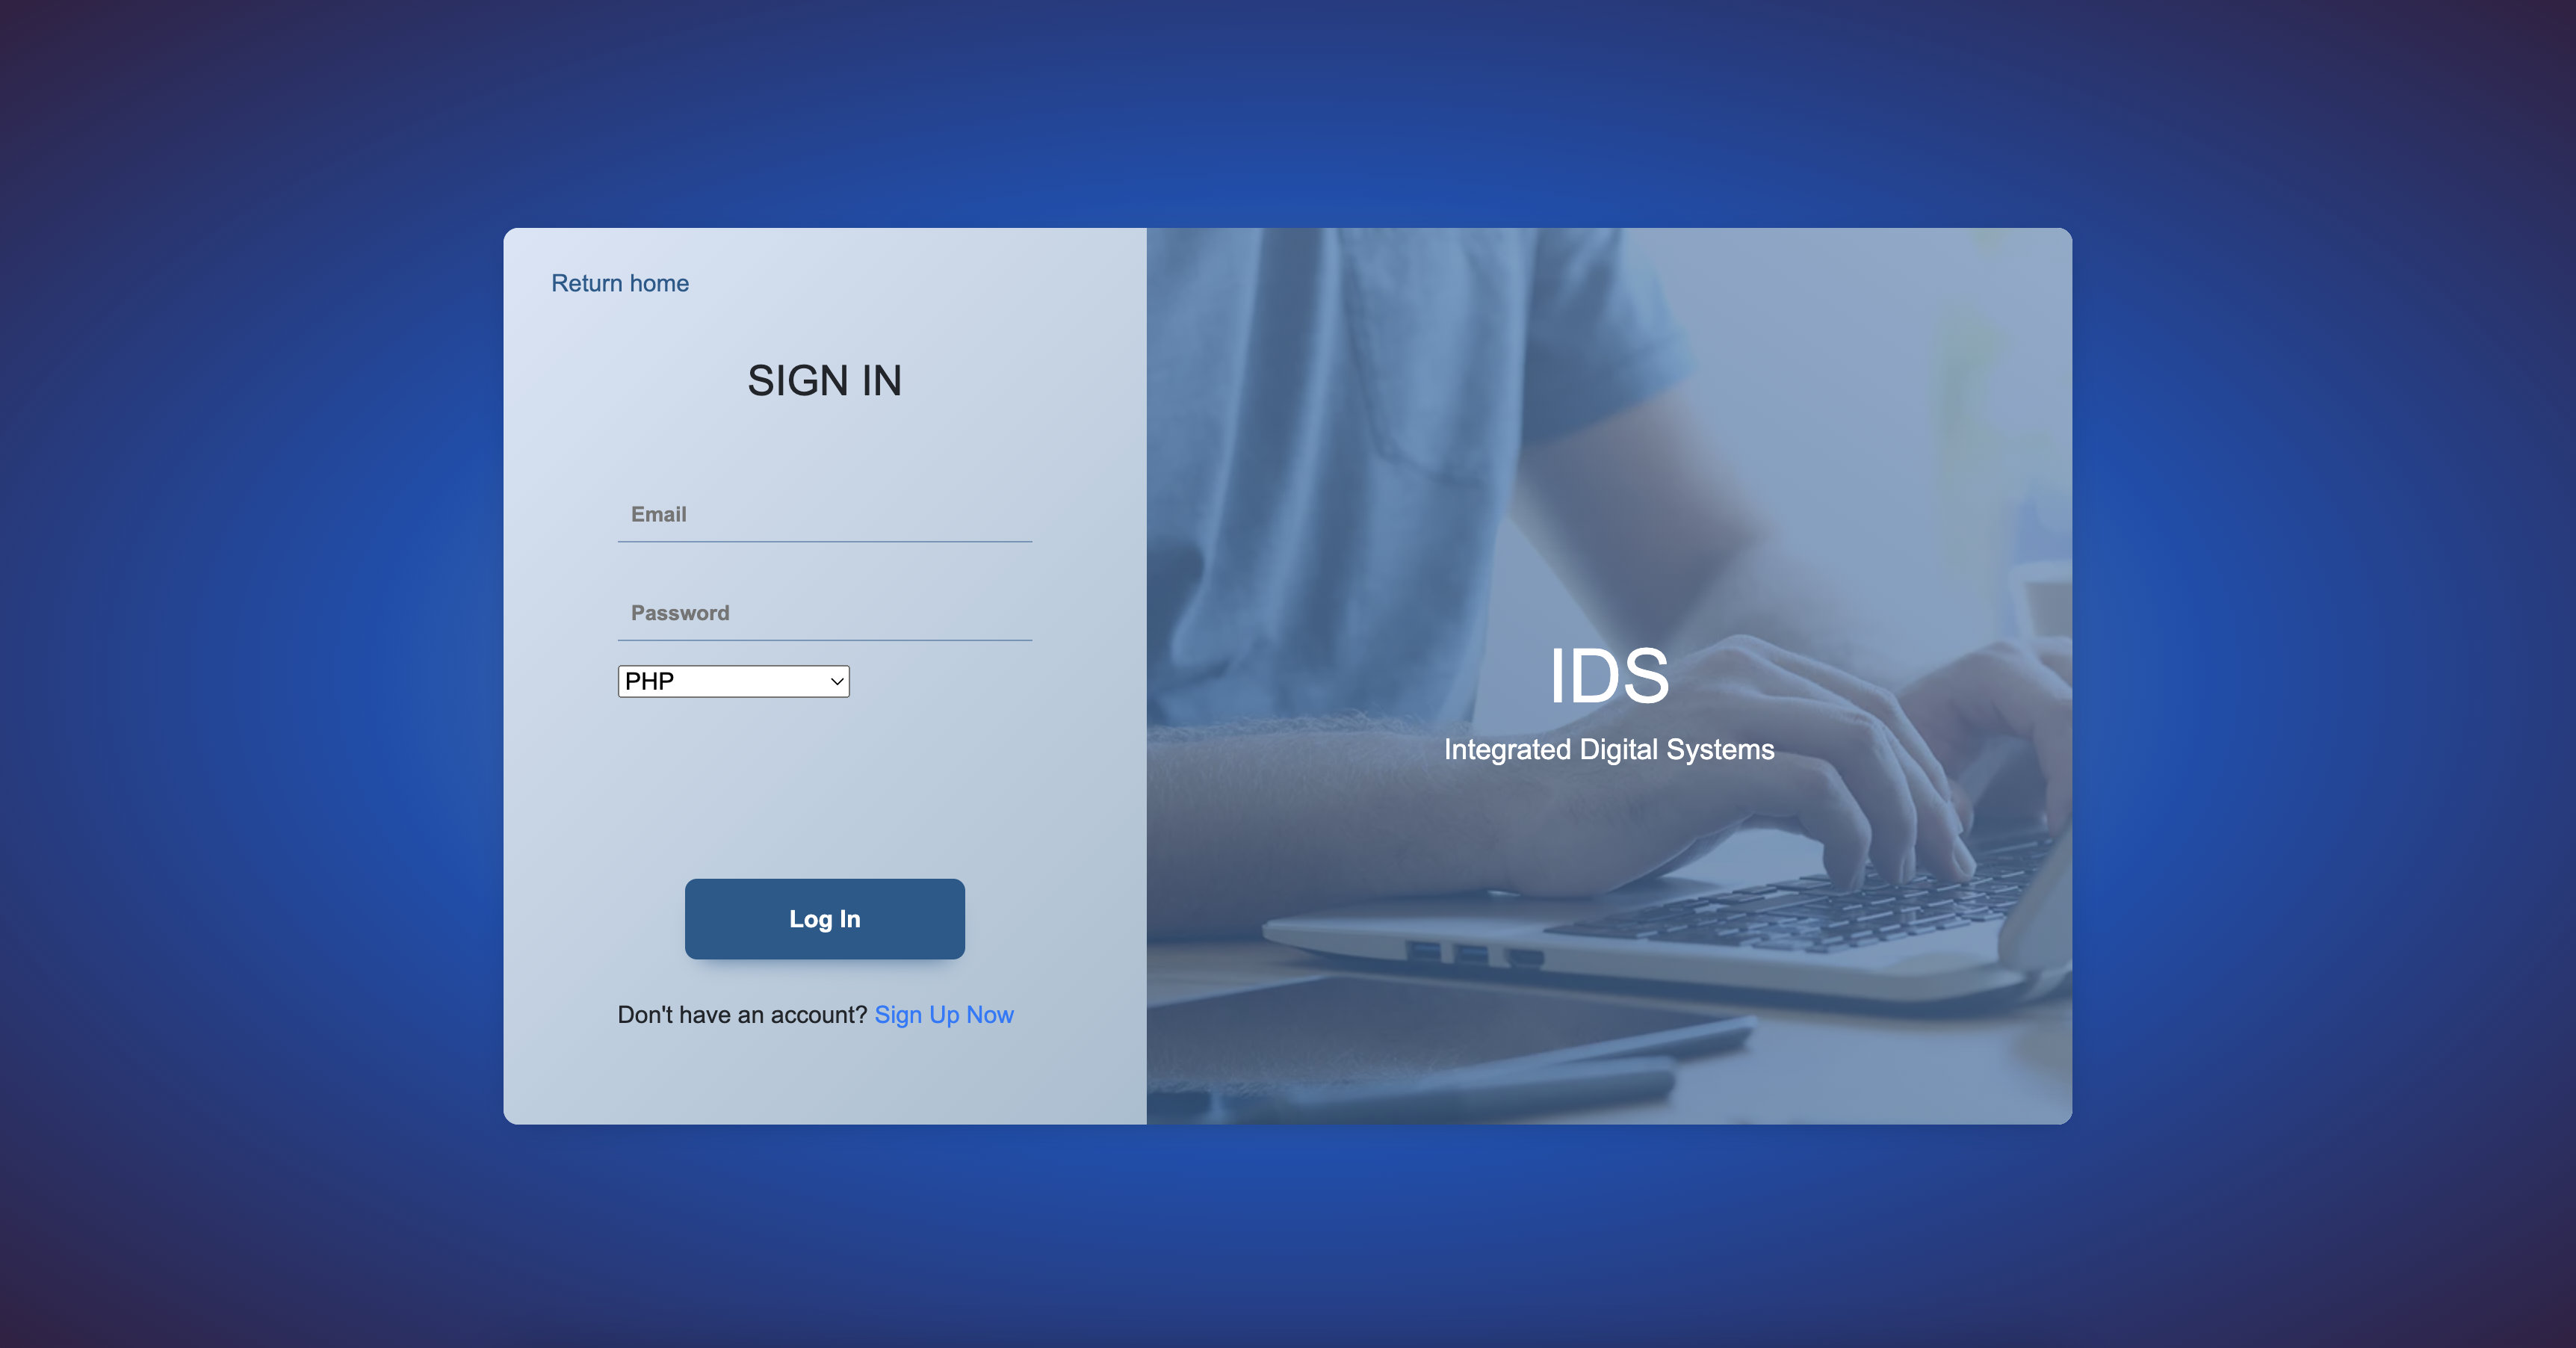 Return home
SIGN IN
Email
Password
PHP
Log In
Don't have an account? Sign Up Now
IDS
Integrated Digital Systems